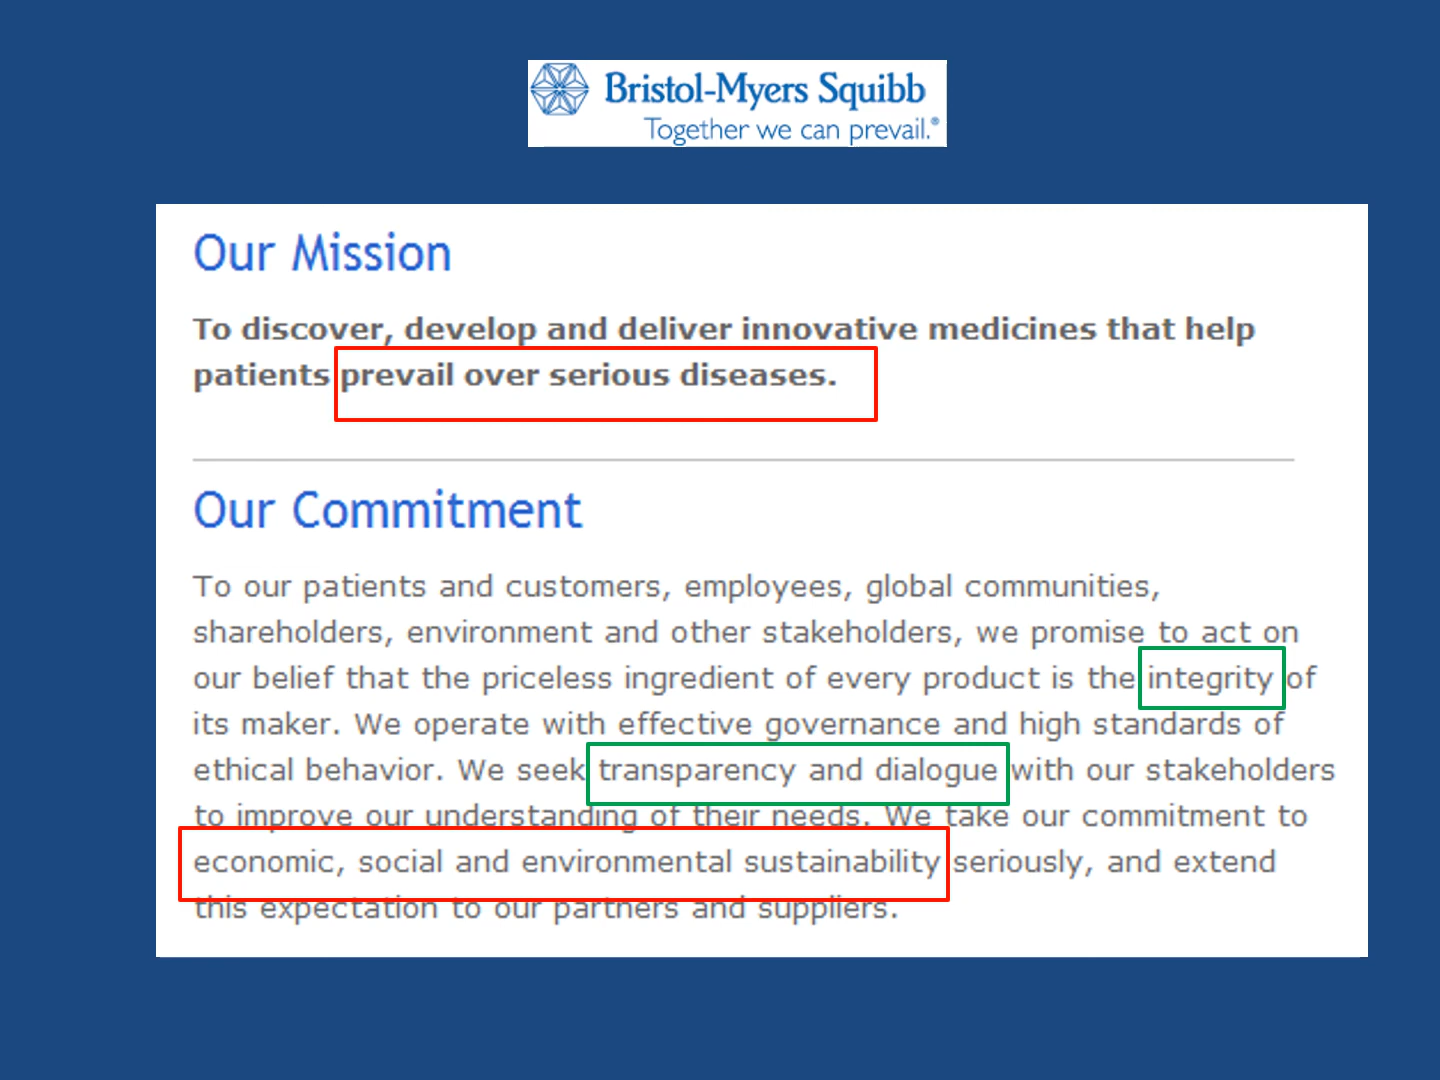 Bristol-Myers Squibb
Together we can prevail.®
Our Mission
To discover, develop and deliver innovative medicines that help
patients prevail over serious diseases.
Our Commitment
To our patients and customers, employees, global communities,
shareholders, environment and other stakeholders, we promise to act on
our belief that the priceless ingredient of every product is the integrity of
its maker. We operate with effective governance and high standards of
ethical behavior. We seek transparency and dialogue with our stakeholders
to improve our understanding of their needs. We take our commitment to
economic, social and environmental sustainability seriously, and extend
this expectation to our partners and suppliers.